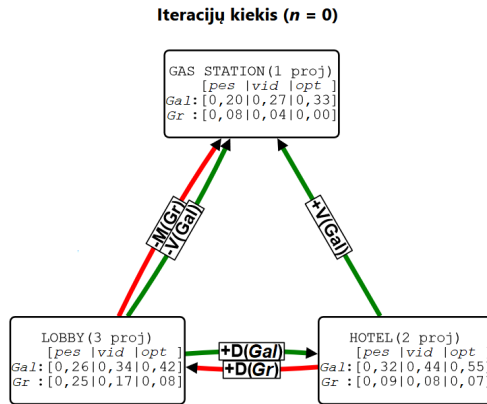 Iteracijų kiekis (n = 0)
GAS STATION(1 proj)
[pes |vid |opt ]
Gal:[0,20|0,27|0,33]
Gr :[0,08|0,04|0,00]
-M(Gr)
-V(Gal)
+V(Gal)
LOBBY(3 proj)
[pes |vid |opt ]
Gal:[0,26|0,34|0,42]
Gr :[0,25|0,17|0,08]
+D(Gal)
+D(Gr)
HOTEL(2 proj)
[pes |vid |opt ]
Gal:[0,32|0,44|0,55]
Gr :[0,09|0,08|0,07]